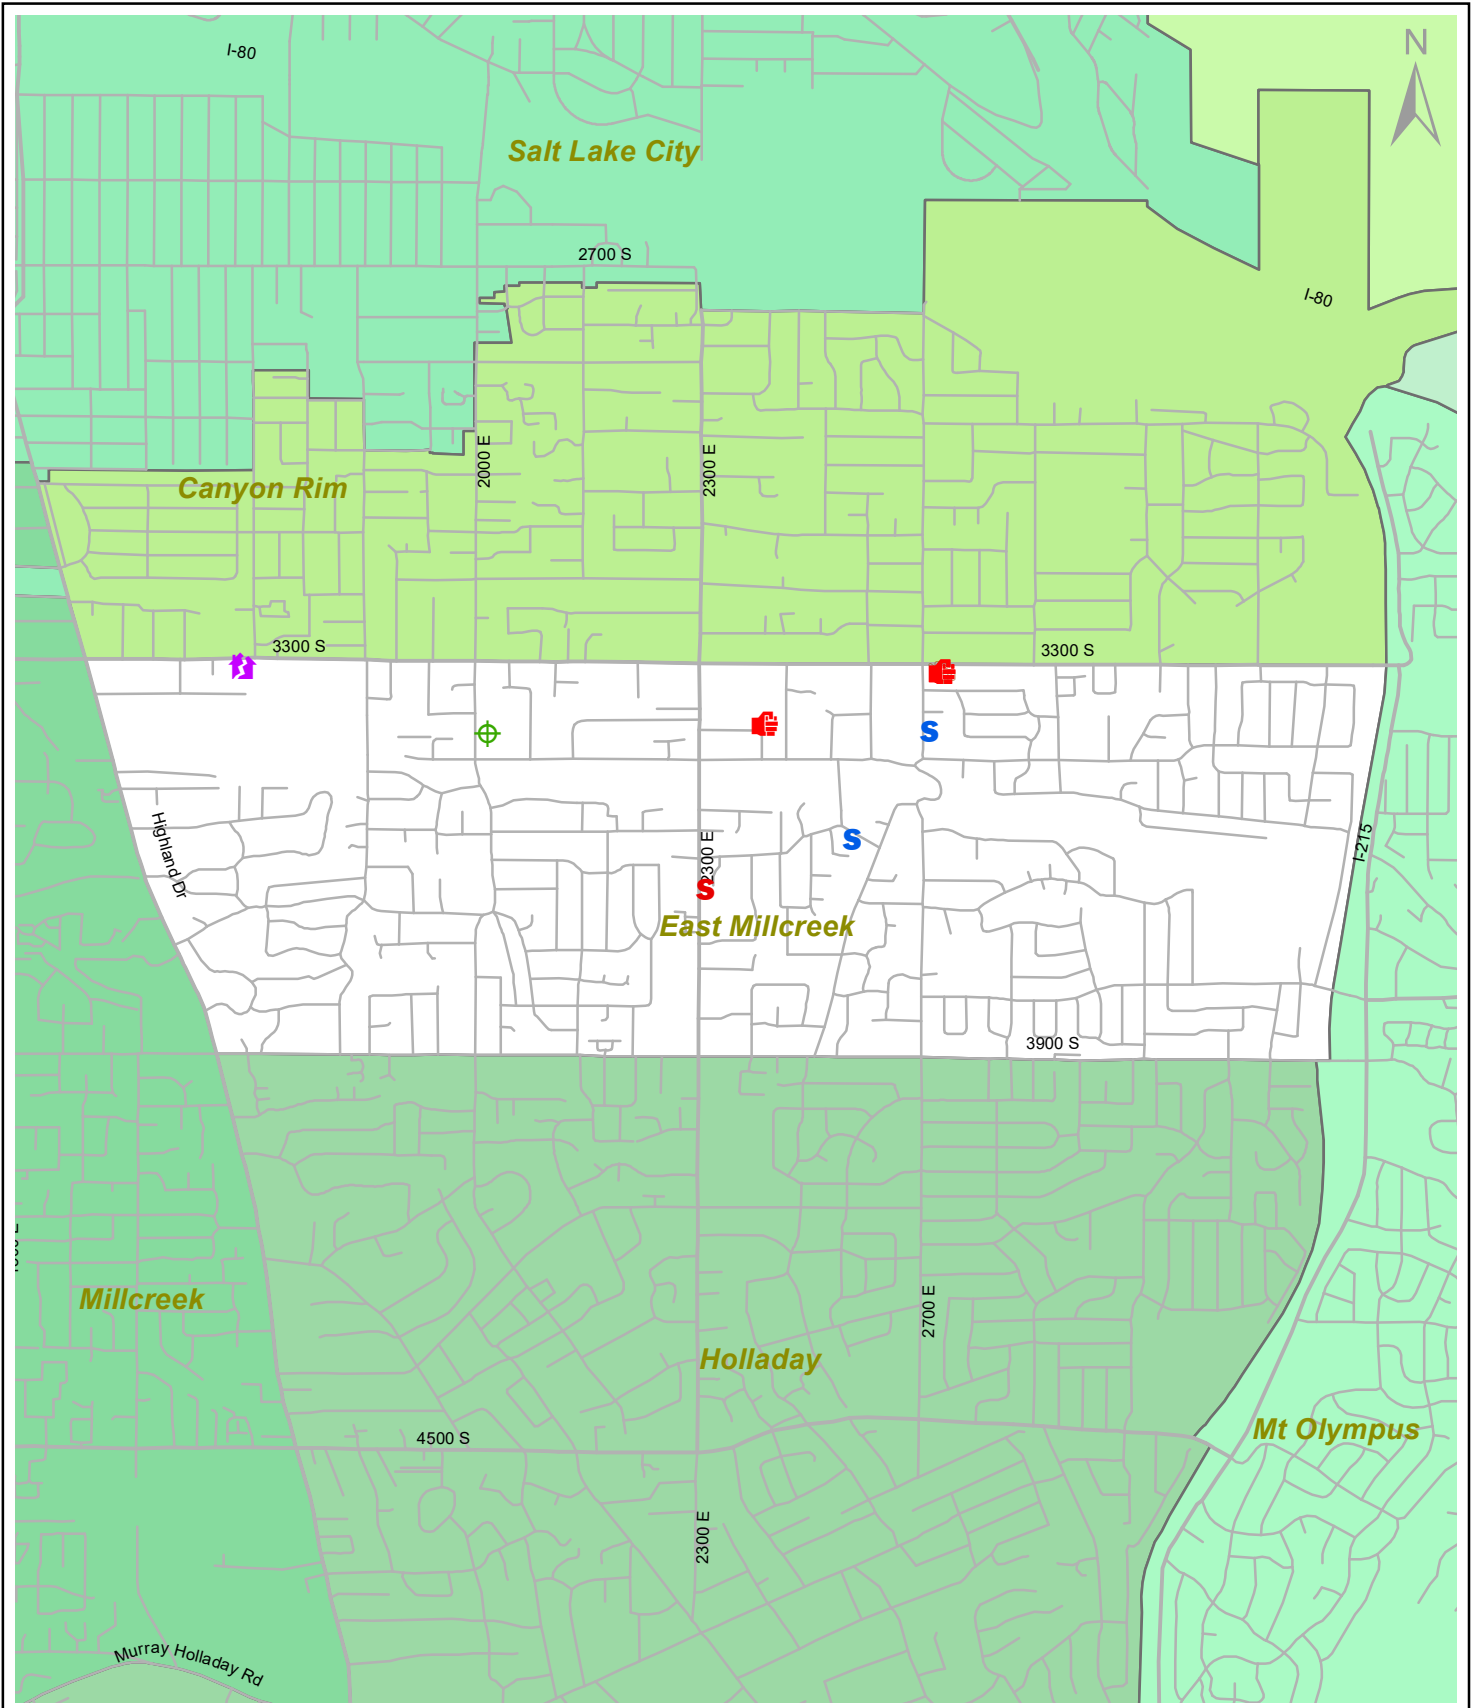 I-80
N
Salt Lake City
2700 S
I-80
2000 E
2300 E
Canyon Rim
3300 S
3300 S
S
Highland Dr
2300 E
S
I-215
S
East Millcreek
3900 S
Millcreek
2700 E
Holladay
Mt Olympus
4500 S
2300 E
Murray Holladay Rd